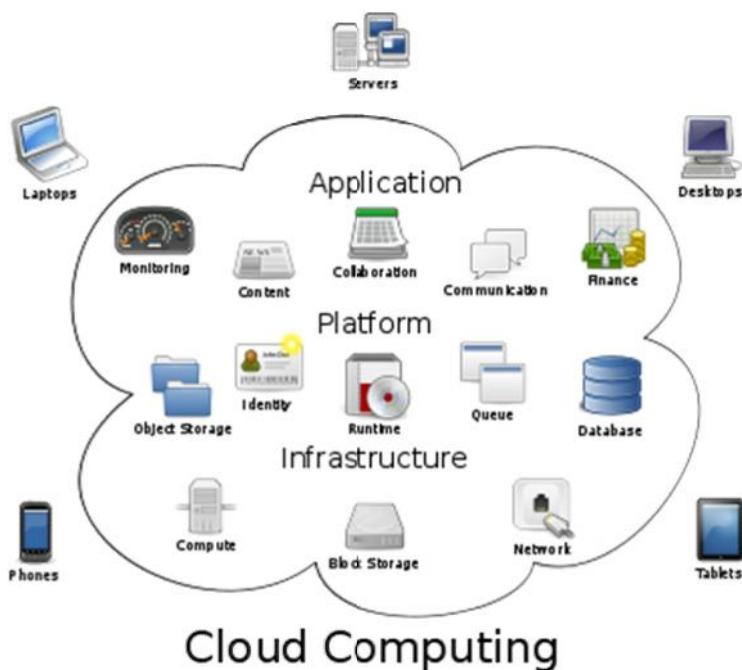 Servers
Laptops
Desktops
Application
Monitoring
Content
Collaboration
Communication
Finance
Platform
Object Storage
Identity
Runtime
Queue
Database
Infrastructure
Compute
Block Storage
Network
Phones
Tablets
Cloud Computing